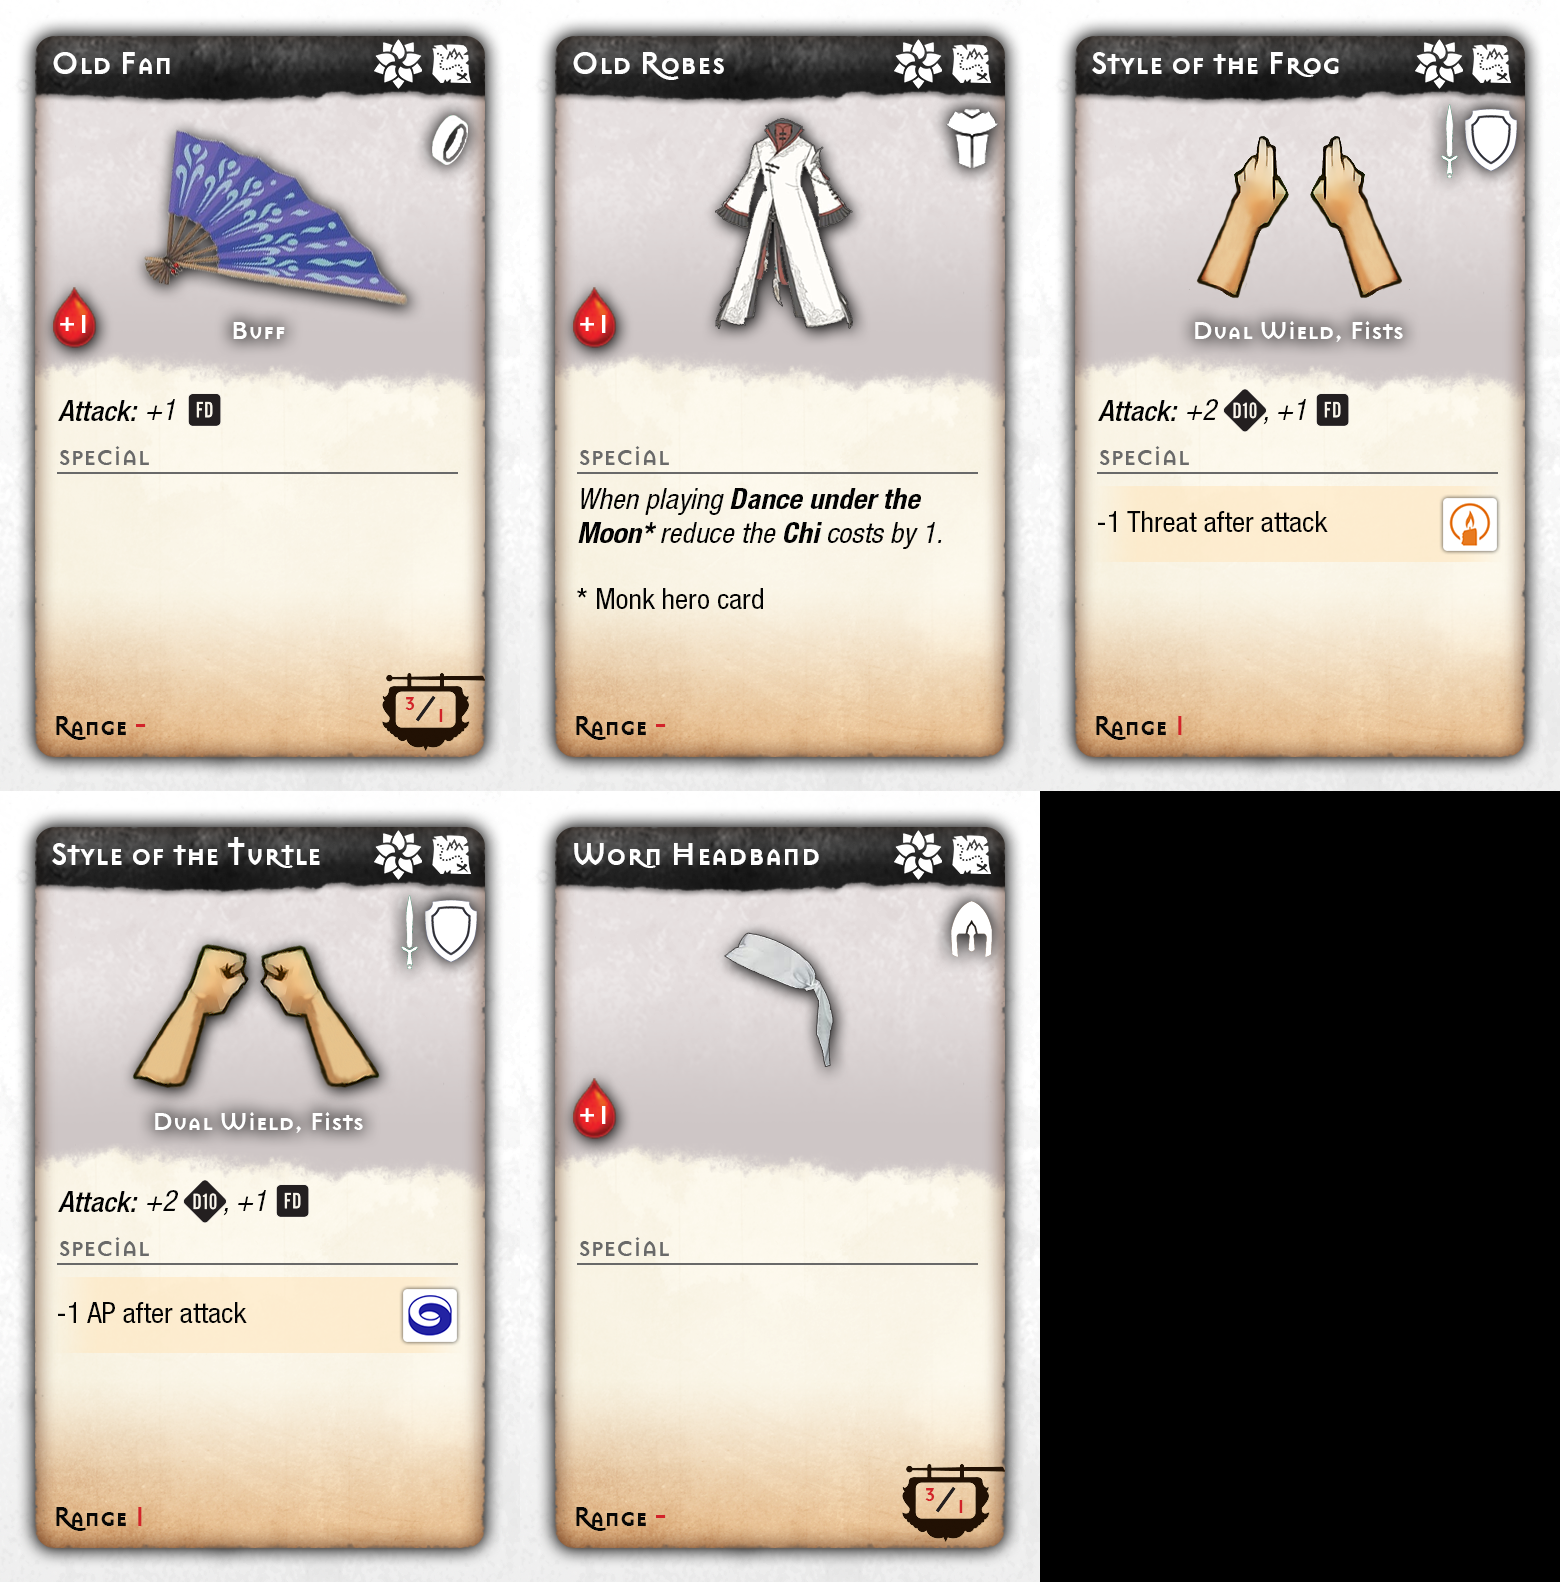 Old Fan
+1
Buff
Attack: +1 FD
Special
Range -
3/1
Old Robes
+1
Special
When playing Dance under the
Moon* reduce the Chi costs by 1.
* Monk hero card
Range -
Style of the Frog
Dual Wield, Fists
Attack: +2 D10, +1 FD
Special
-1 Threat after attack
Range 1
Style of the Turtle
Dual Wield, Fists
Attack: +2 D10, +1 FD
Special
-1 AP after attack
Range 1
Worn Headband
+1
Special
Range -
3/1